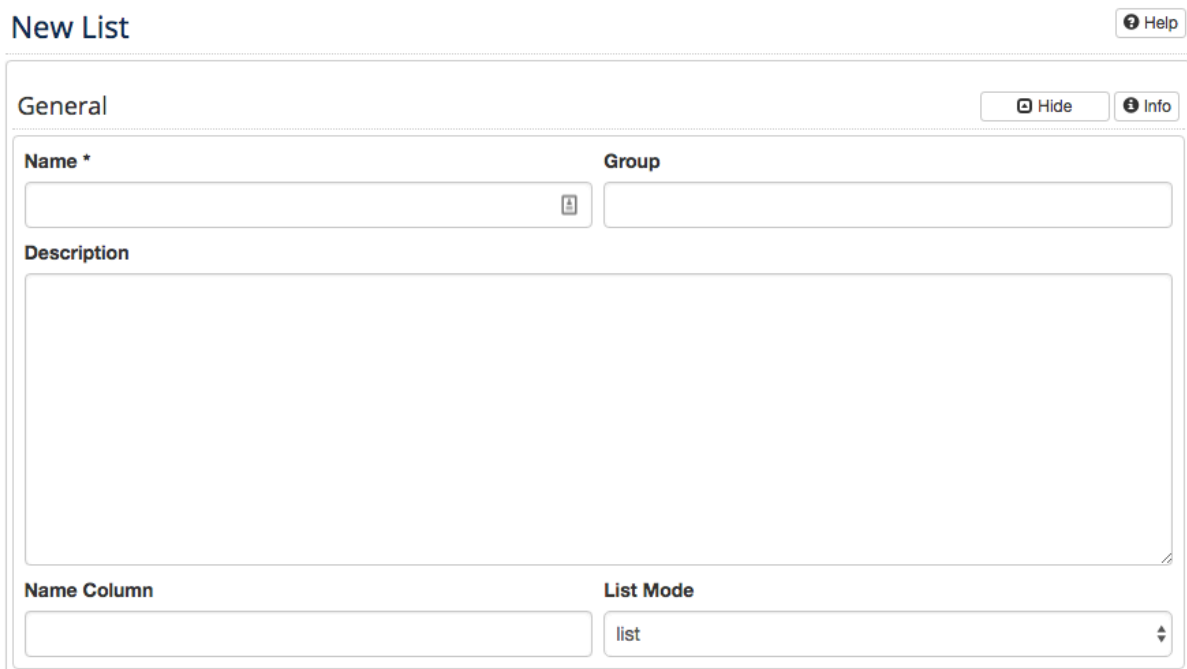 New List
Help
General
Hide
Info
Name *
Group
Description
Name Column
List Mode
list